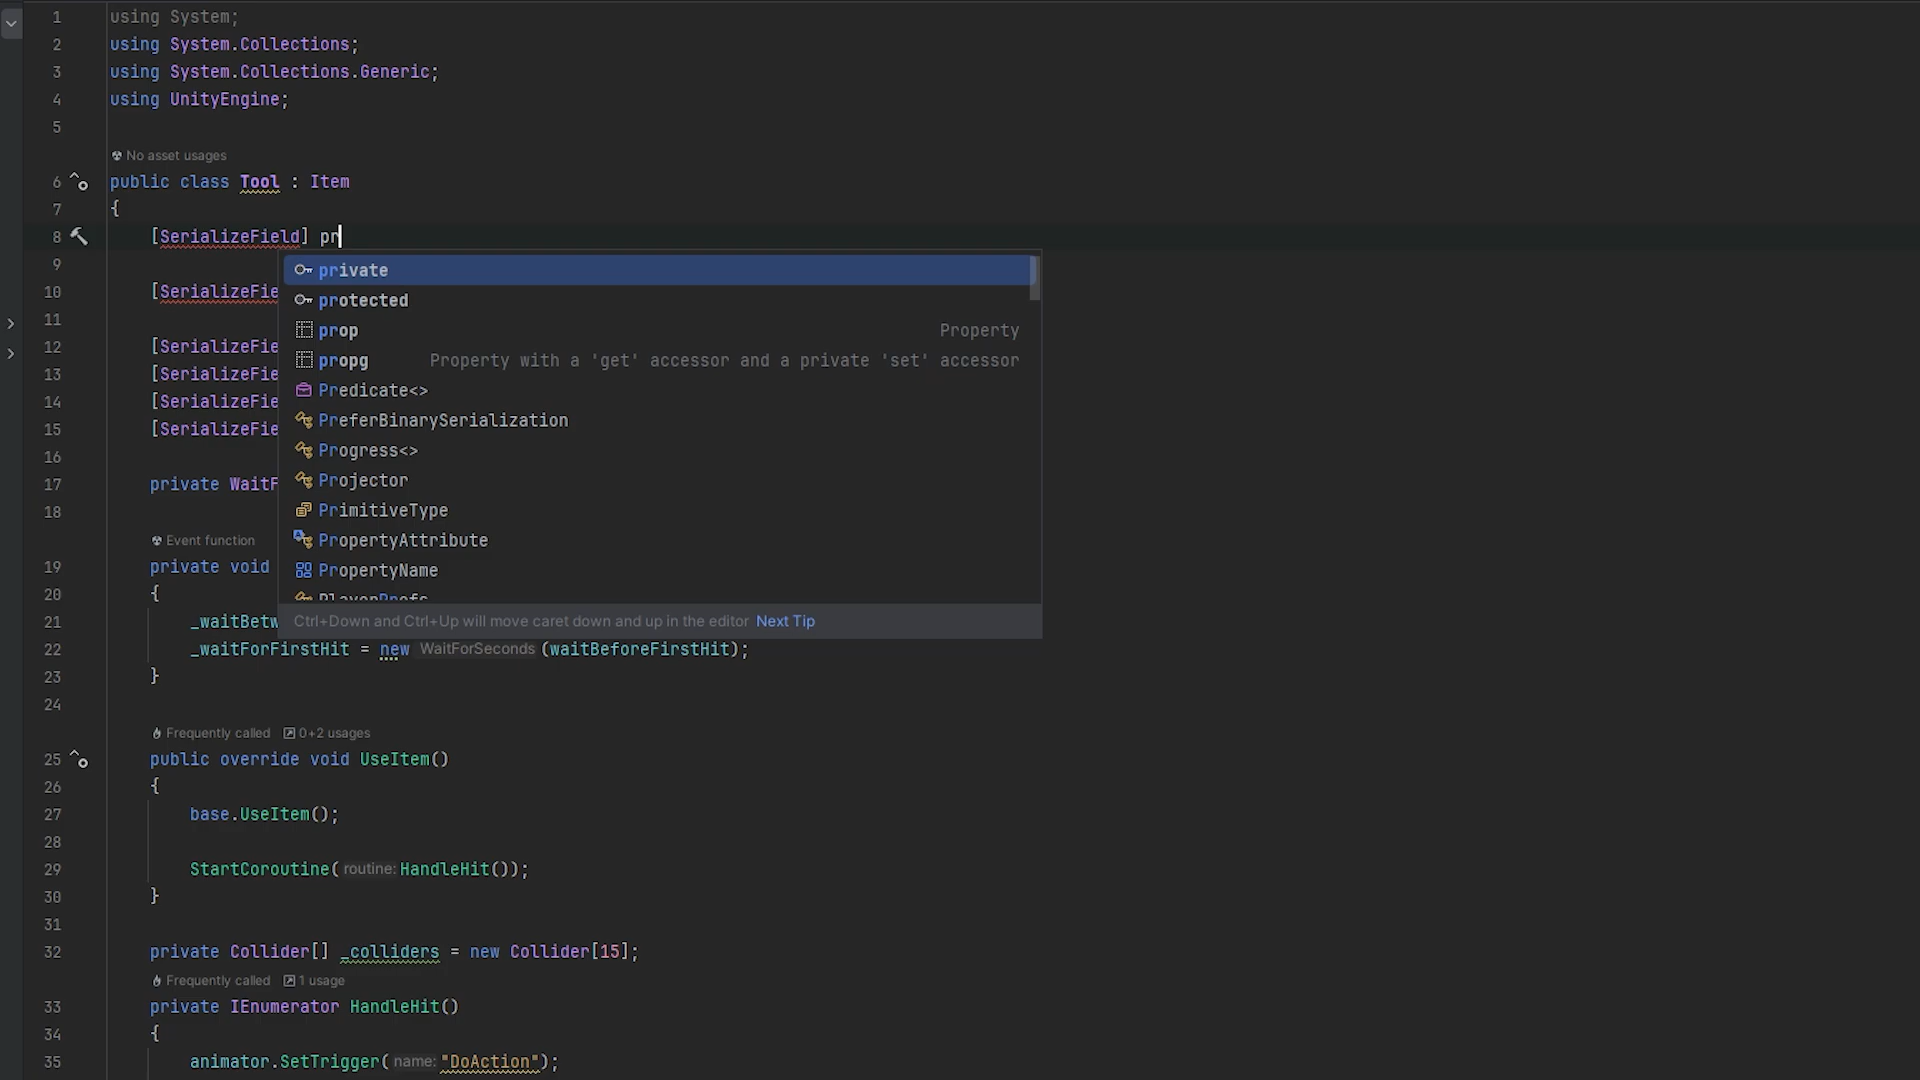 1 using System;
2 using System.Collections;
3 using System.Collections.Generic;
4 using UnityEngine;
5
No asset usages
6 public class Tool : Item
7 {
8 [SerializeField] pr
9
private
10 [SerializeFie
protected
11
prop Property
12 [SerializeFie
propg Property with a 'get' accessor and a private 'set' accessor
13 [SerializeFie
Predicate<>
14 [SerializeFie
PreferBinarySerialization
15 [SerializeFie
Progress<>
16
Projector
17 private WaitF
PrimitiveType
18
Event function
PropertyAttribute
19 private void
PropertyName
20 {
PlayerPrefs
21 _waitBetw
Ctrl+Down and Ctrl+Up will move caret down and up in the editor Next Tip
22 _waitForFirstHit = new WaitForSeconds (waitBeforeFirstHit);
23 }
24
Frequently called 0+2 usages
25 public override void UseItem()
26 {
27 base.UseItem();
28
29 StartCoroutine( routine: HandleHit());
30 }
31
32 private Collider[] _colliders = new Collider[15];
Frequently called 1 usage
33 private IEnumerator HandleHit()
34 {
35 animator.SetTrigger( name: "DoAction");